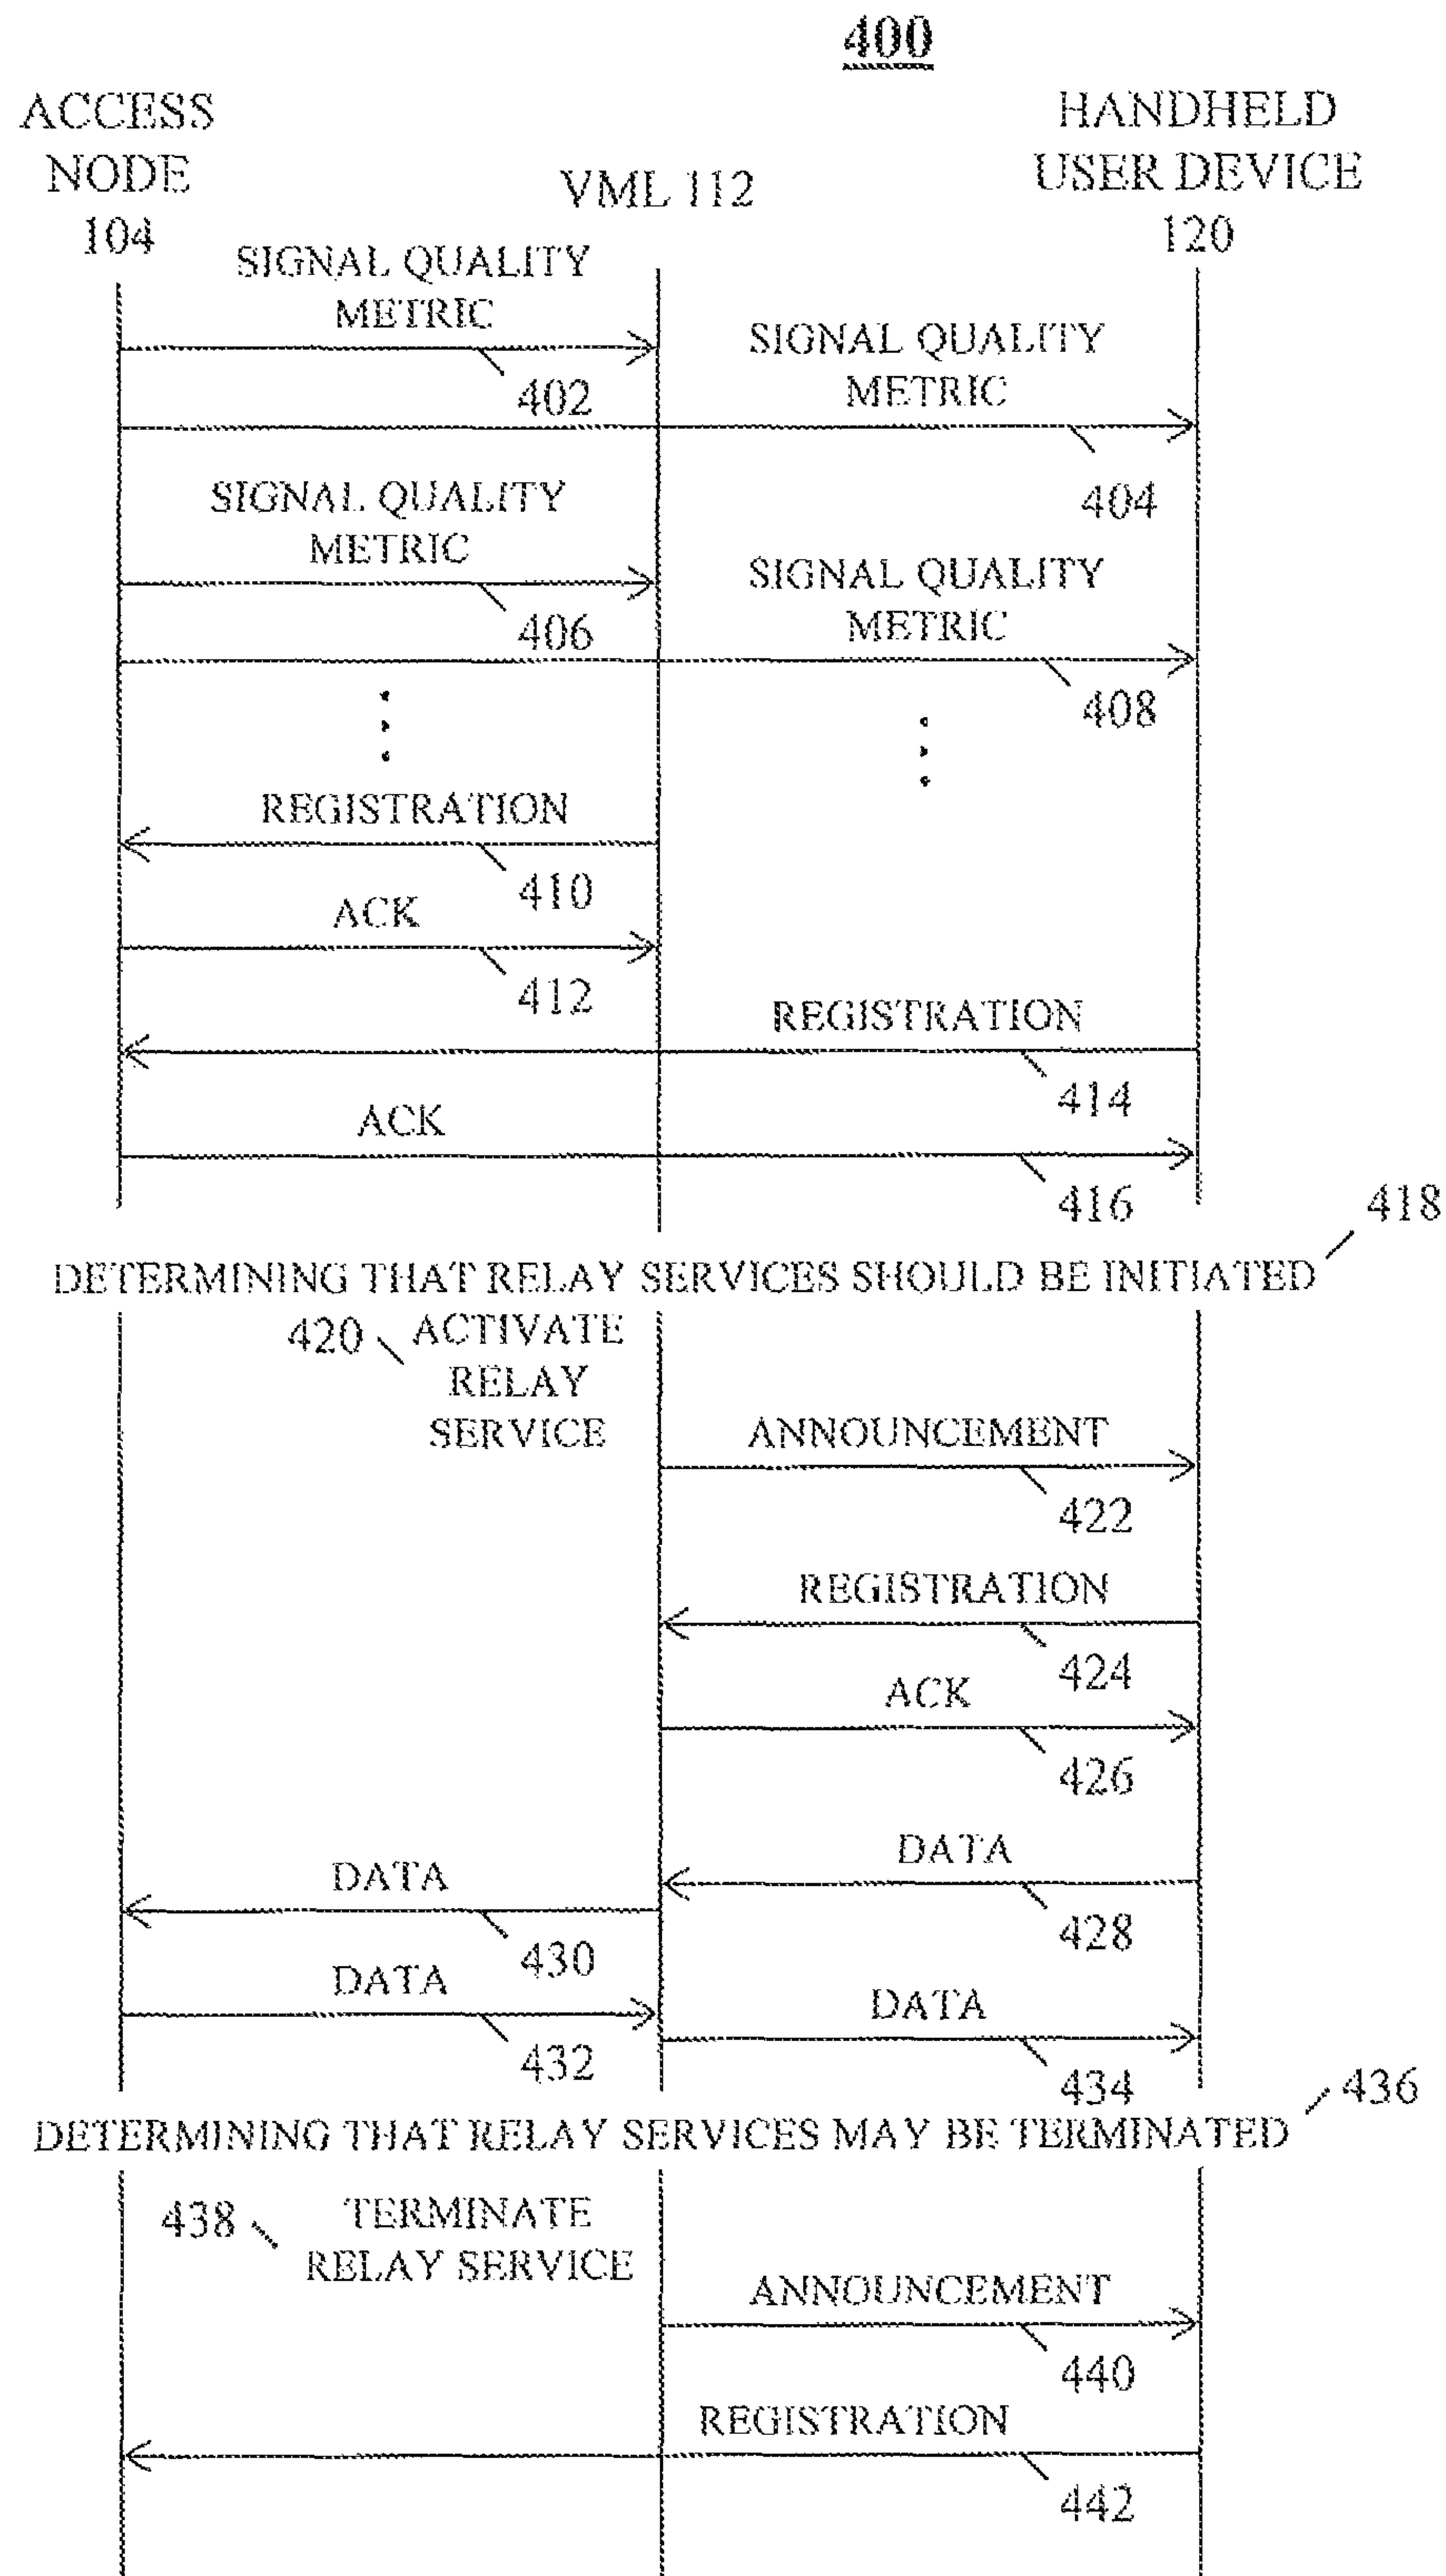 400
ACCESS
NODE
104
VML 112
HANDHELD
USER DEVICE
120
SIGNAL QUALITY
METRIC
402
SIGNAL QUALITY
METRIC
404
SIGNAL QUALITY
METRIC
406
SIGNAL QUALITY
METRIC
408
REGISTRATION
410
ACK
412
REGISTRATION
414
ACK
416
418
DETERMINING THAT RELAY SERVICES SHOULD BE INITIATED
420
ACTIVATE
RELAY
SERVICE
ANNOUNCEMENT
422
REGISTRATION
424
ACK
426
DATA
428
DATA
430
DATA
432
DATA
434
436
DETERMINING THAT RELAY SERVICES MAY BE TERMINATED
438
TERMINATE
RELAY SERVICE
ANNOUNCEMENT
440
REGISTRATION
442